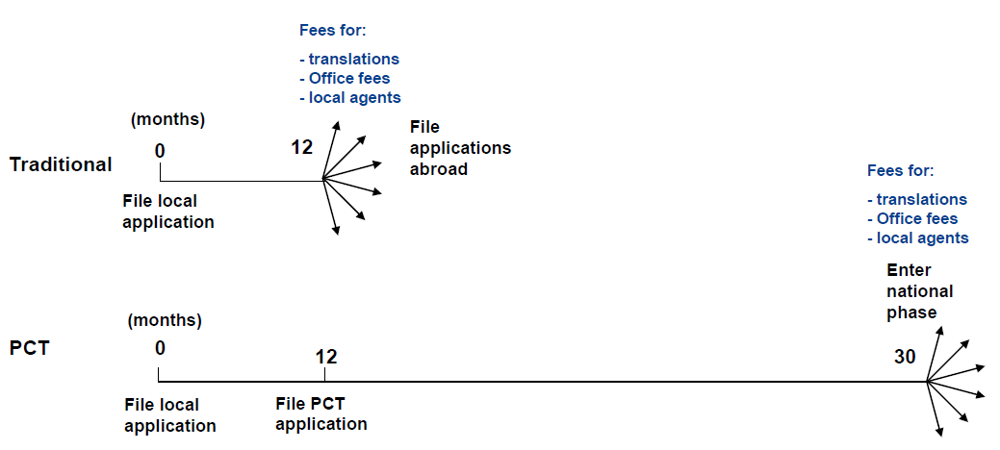 Fees for:
- translations
- Office fees
- local agents
(months)
0
12
File
applications
abroad
Traditional
File local
application
Fees for:
- translations
- Office fees
- local agents
Enter
national
phase
(months)
0
12
30
PCT
File local
application
File PCT
application